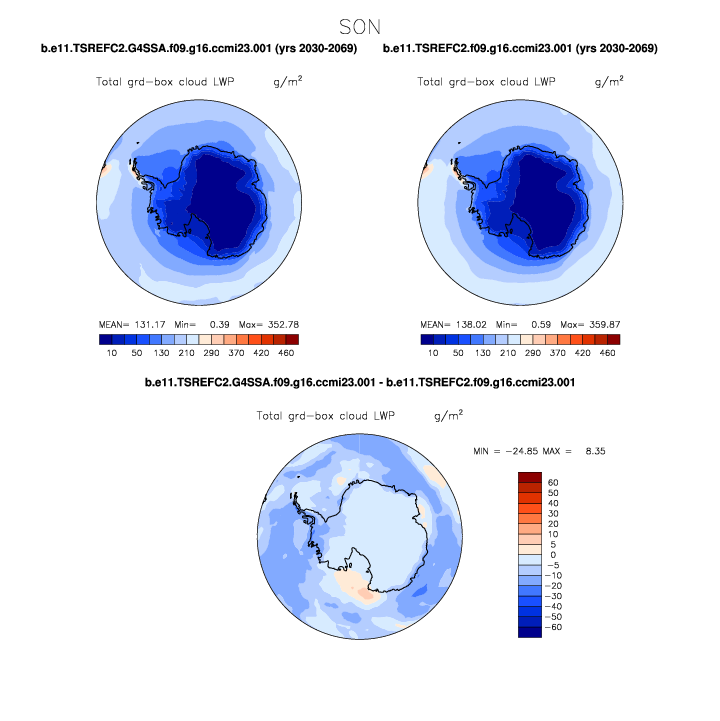 SON
b.e11.TSREFC2.G4SSA.f09.g16.ccmi23.001 (yrs 2030-2069) b.e11.TSREFC2.f09.g16.ccmi23.001 (yrs 2030-2069)
Total grd-box cloud LWP g/m² Total grd-box cloud LWP g/m²
MEAN= 131.17 Min= 0.39 Max= 352.78 MEAN= 138.02 Min= 0.59 Max= 359.87
10 50 130 210 290 370 420 460 10 50 130 210 290 370 420 460
b.e11.TSREFC2.G4SSA.f09.g16.ccmi23.001 - b.e11.TSREFC2.f09.g16.ccmi23.001
Total grd-box cloud LWP g/m²
MIN = -24.85 MAX = 8.35
60
50
40
30
20
10
5
0
-5
-10
-20
-30
-40
-50
-60